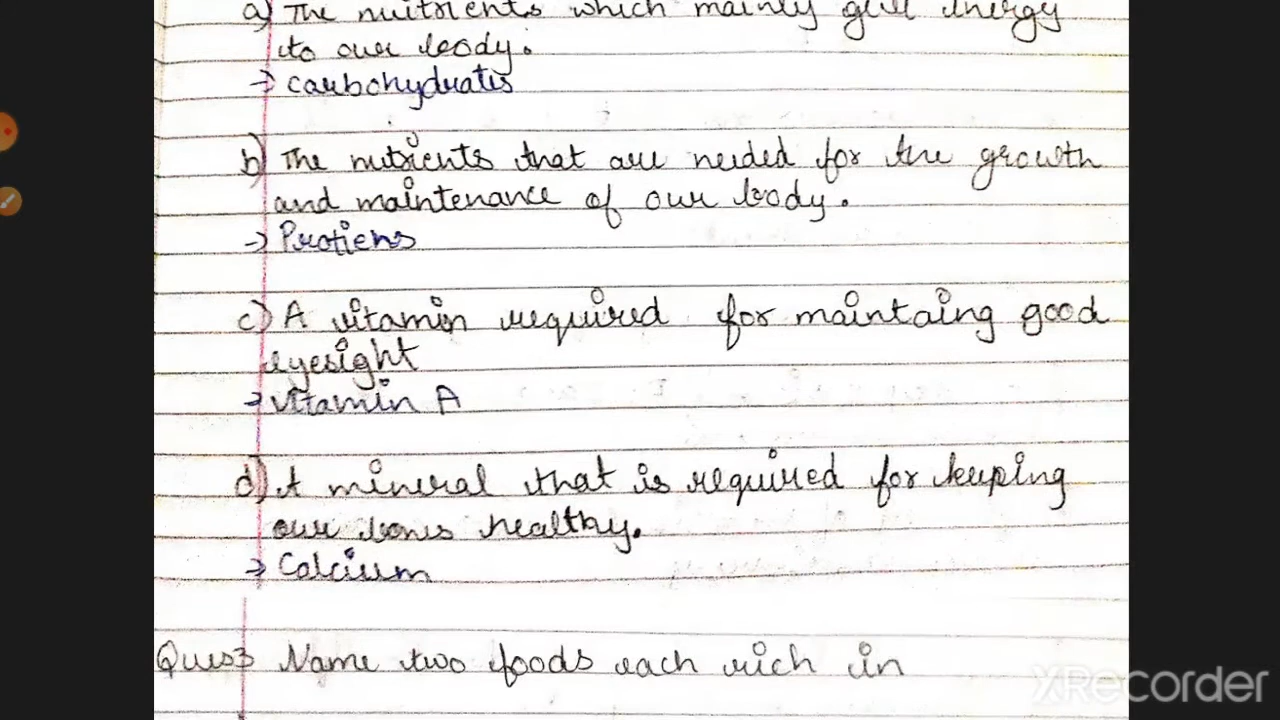 a) The nuitrients which mainly give energy
to our body.
→ carbohydrates
b) The nutrients that are needed for the growth
and maintenance of our body.
→ Protiens
c) A vitamin required for maintaing good
eyesight
→ Vitamin A
d) A mineral that is required for keeping
our bones healthy.
→ Calcium
Ques3 Name two foods each rich in
XRecorder